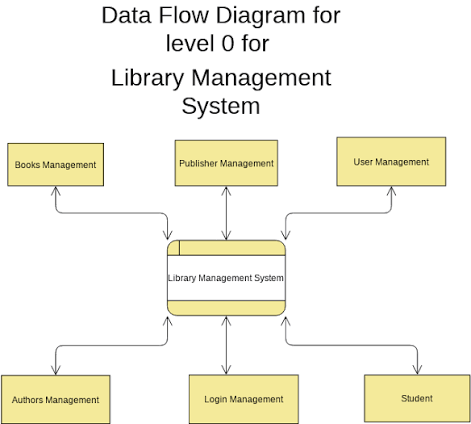 Data Flow Diagram for
level 0 for
Library Management
System
Books Management
Publisher Management
User Management
Library Management System
Authors Management
Login Management
Student